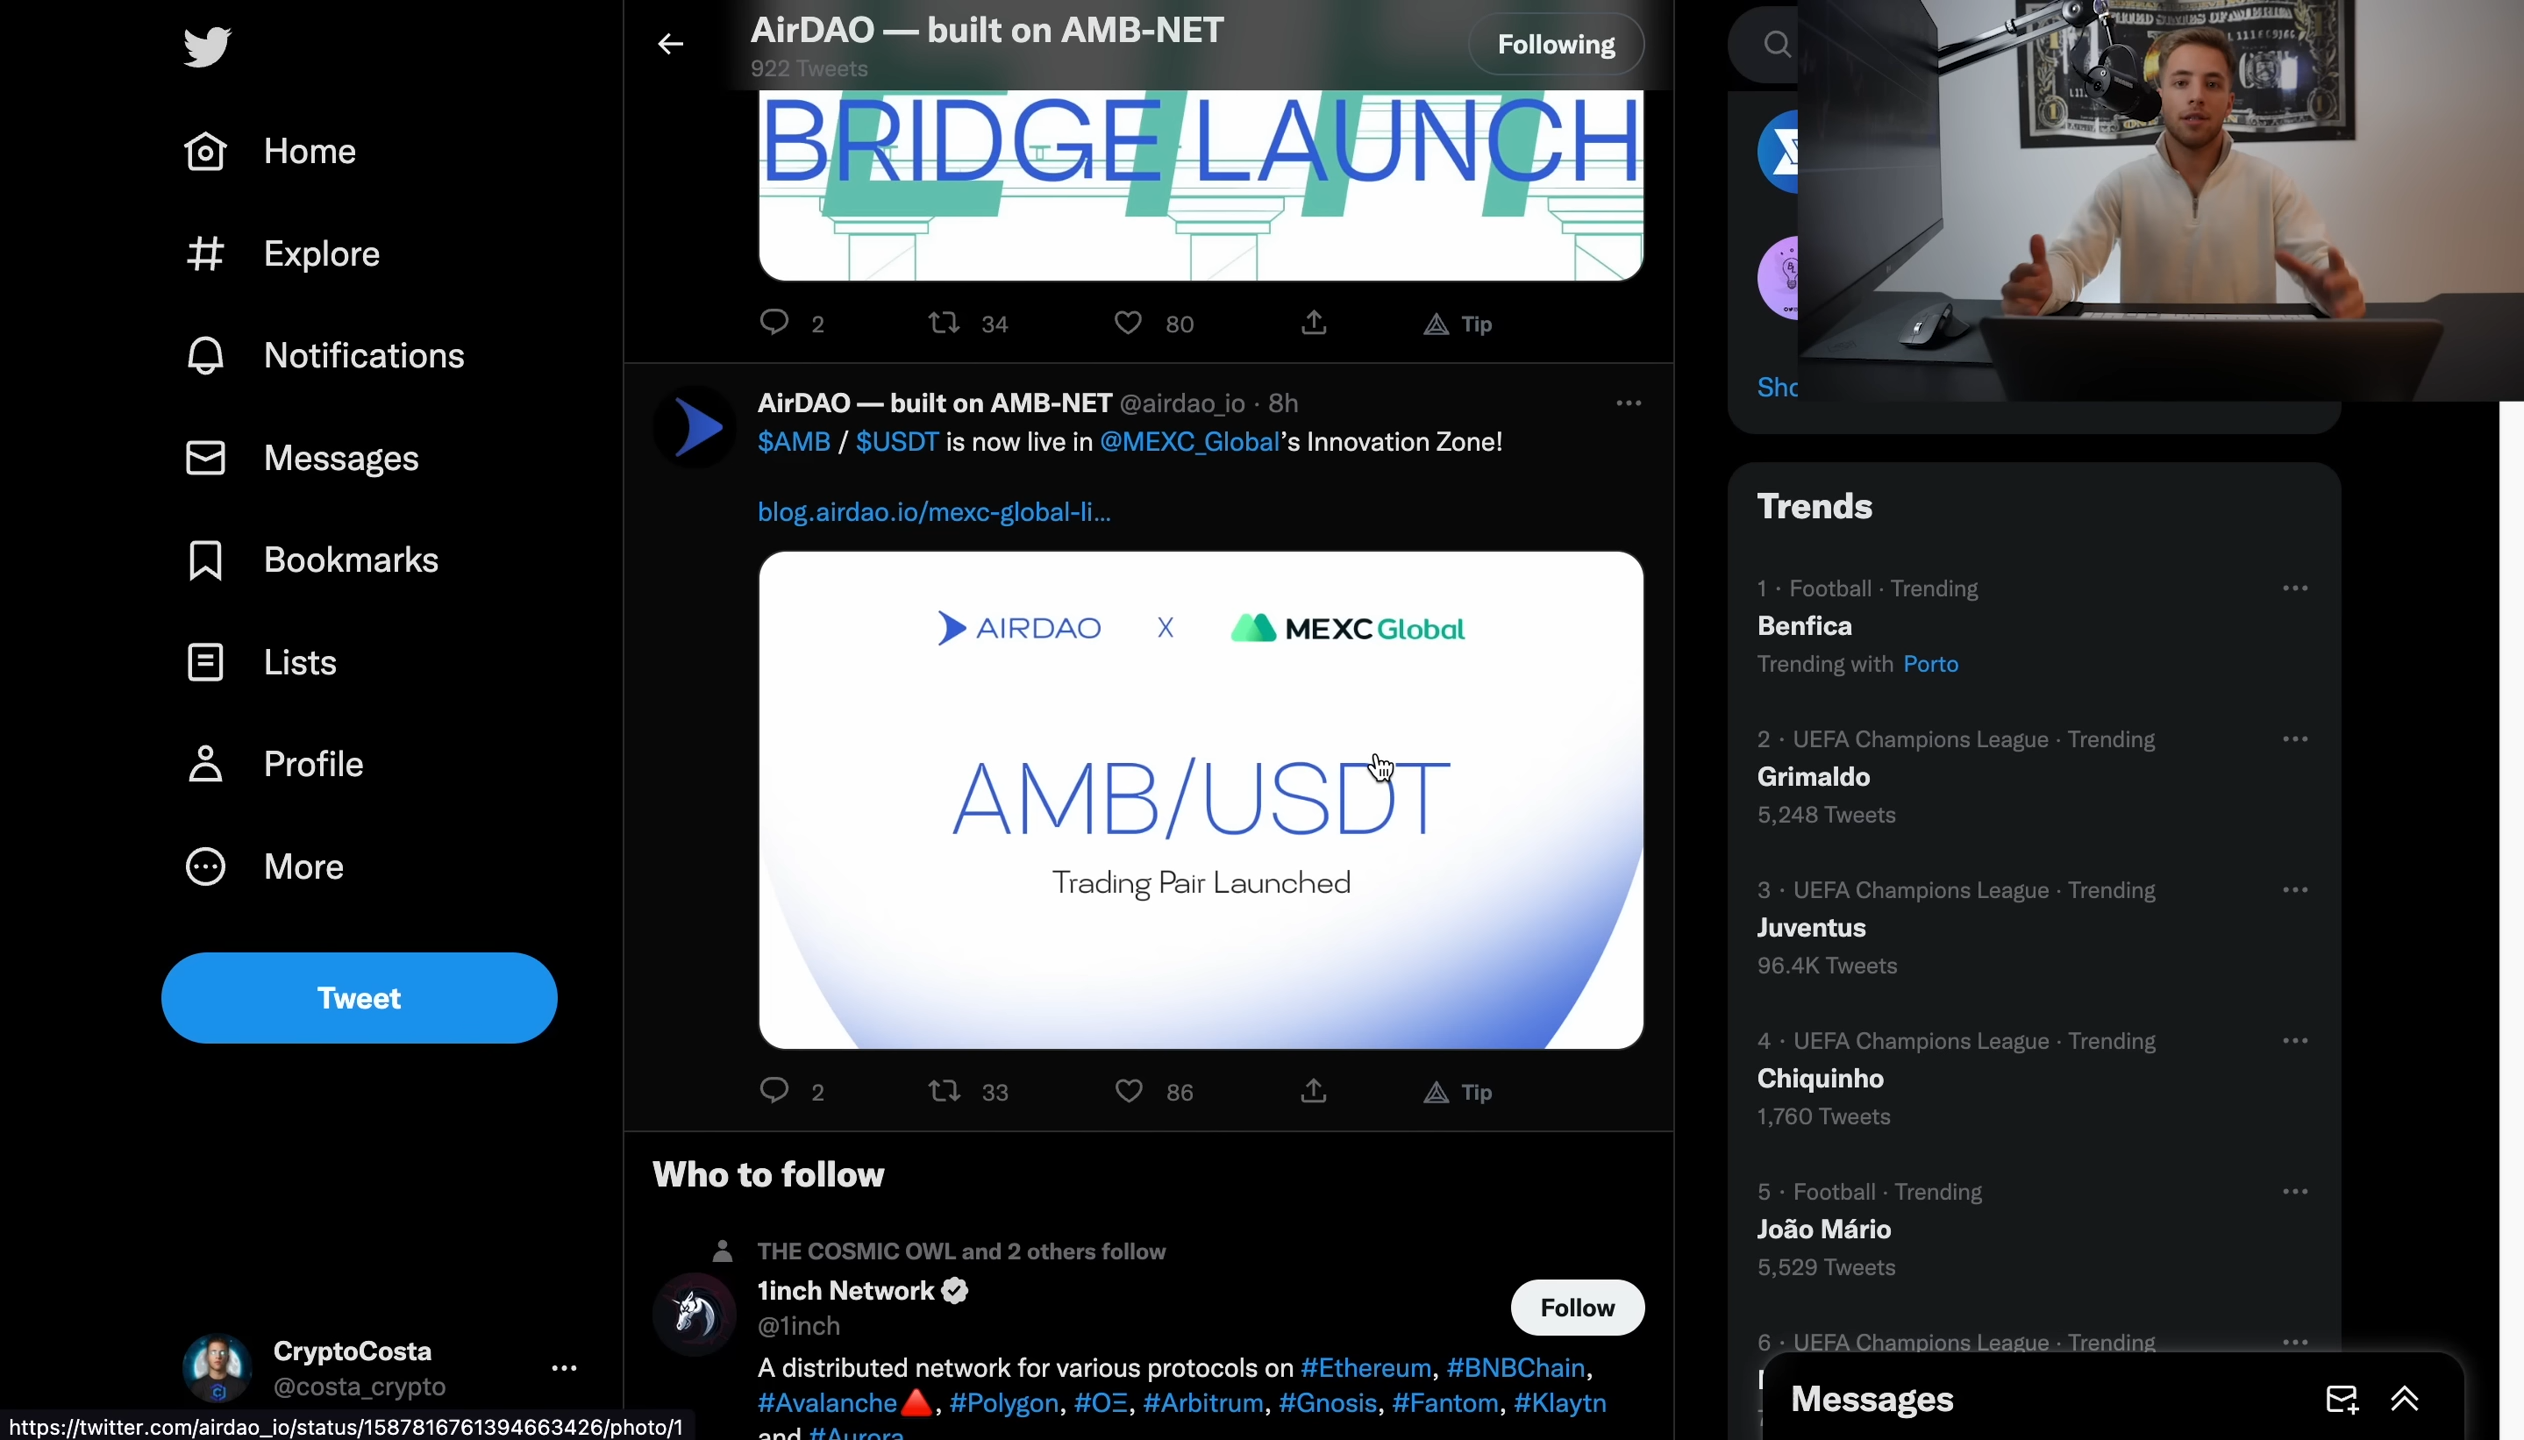 Home
Explore
Notifications
Messages
Bookmarks
Lists
Profile
More
Tweet
CryptoCosta
@costa_crypto
https://twitter.com/airdao_io/status/1587816761394663426/photo/1
AirDAO — built on AMB-NET
922 Tweets
Following
BRIDGE LAUNCH
2 34 80 Tip
AirDAO — built on AMB-NET @airdao_io · 8h
$AMB / $USDT is now live in @MEXC_Global's Innovation Zone!
blog.airdao.io/mexc-global-li...
AIRDAO X MEXC Global
AMB/USDT
Trading Pair Launched
2 33 86 Tip
Who to follow
THE COSMIC OWL and 2 others follow
1inch Network
@1inch
Follow
A distributed network for various protocols on #Ethereum, #BNBChain,
#Avalanche🔺, #Polygon, #OΞ, #Arbitrum, #Gnosis, #Fantom, #Klaytn
and #Aurora
Trends
1 · Football · Trending
Benfica
Trending with Porto
2 · UEFA Champions League · Trending
Grimaldo
5,248 Tweets
3 · UEFA Champions League · Trending
Juventus
96.4K Tweets
4 · UEFA Champions League · Trending
Chiquinho
1,760 Tweets
5 · Football · Trending
João Mário
5,529 Tweets
6 · UEFA Champions League · Trending
Messages